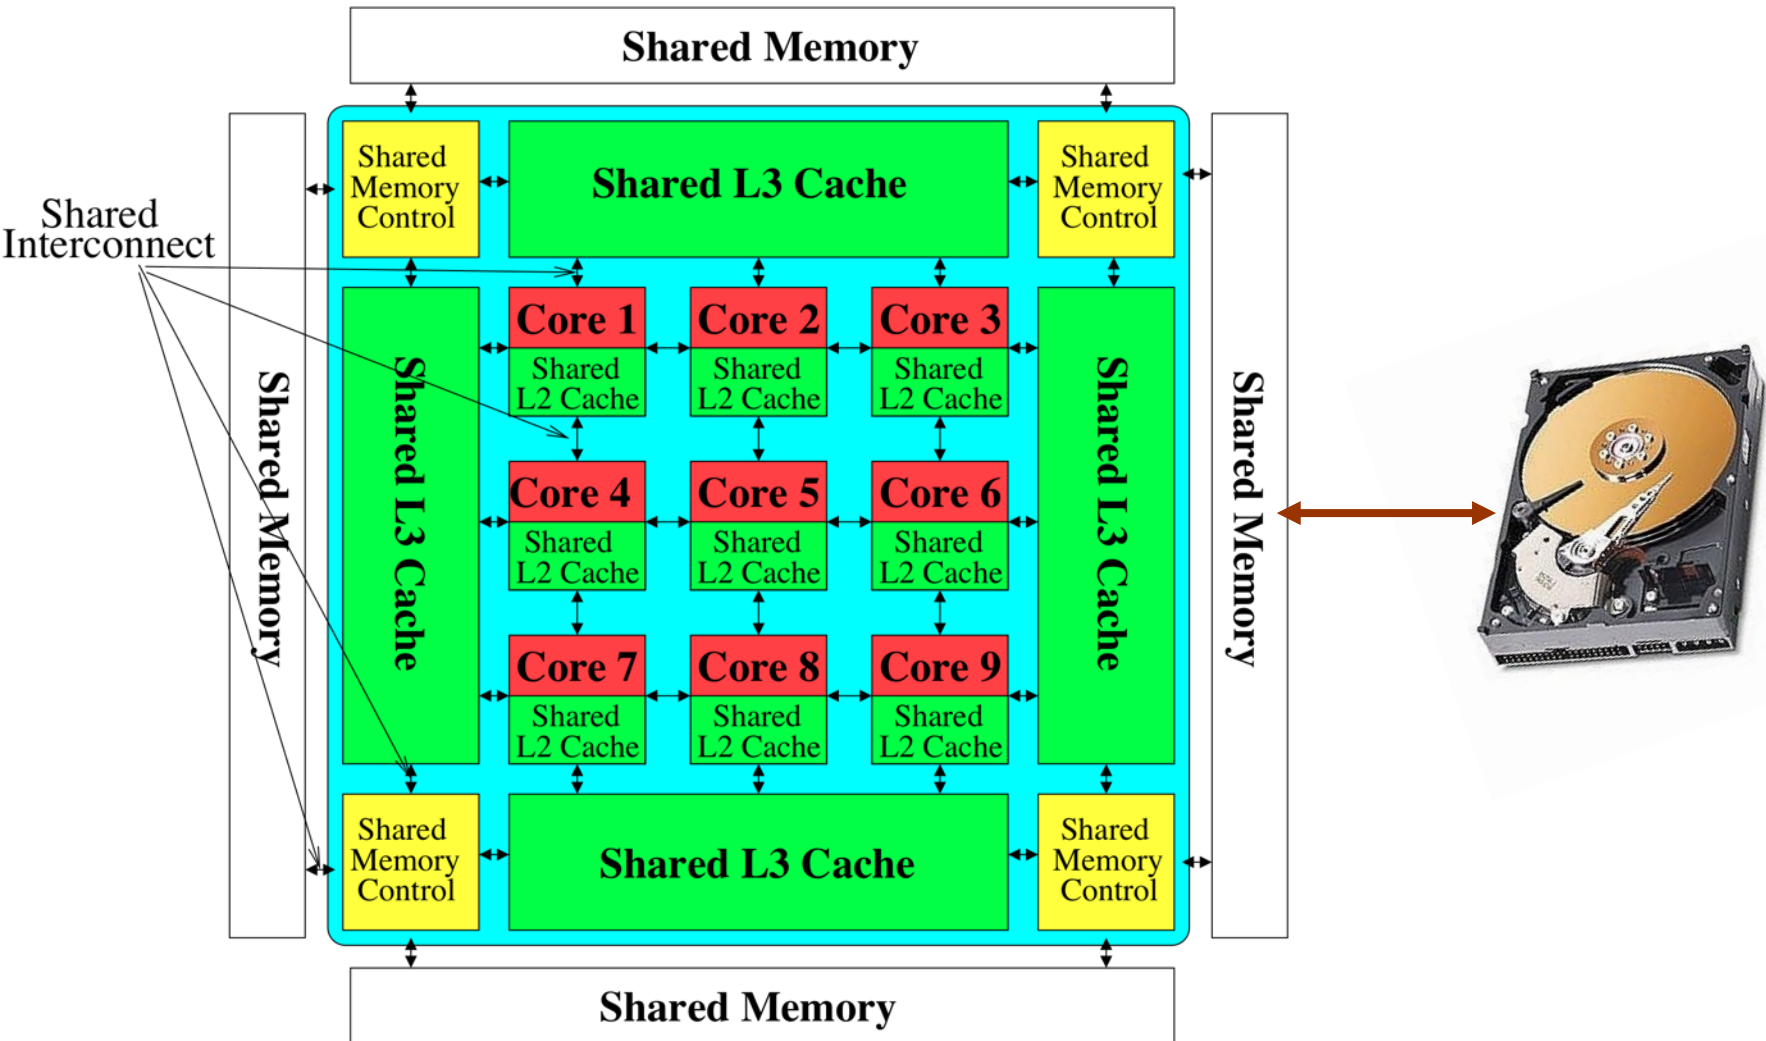 Shared Memory
Shared
Memory
Control
Shared L3 Cache
Shared
Memory
Control
Shared
Interconnect
Shared Memory
Shared L3 Cache
Core 1
Shared
L2 Cache
Core 2
Shared
L2 Cache
Core 3
Shared
L2 Cache
Core 4
Shared
L2 Cache
Core 5
Shared
L2 Cache
Core 6
Shared
L2 Cache
Core 7
Shared
L2 Cache
Core 8
Shared
L2 Cache
Core 9
Shared
L2 Cache
Shared L3 Cache
Shared Memory
Shared
Memory
Control
Shared L3 Cache
Shared
Memory
Control
Shared Memory